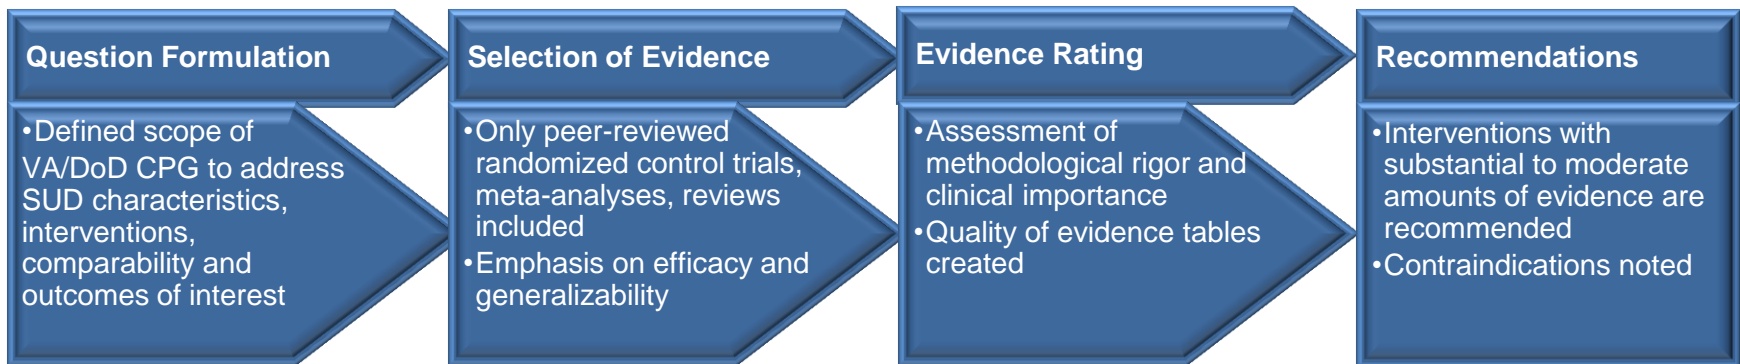 Question Formulation
•Defined scope of
VA/DoD CPG to address
SUD characteristics,
interventions,
comparability and
outcomes of interest
Selection of Evidence
•Only peer-reviewed
randomized control trials,
meta-analyses, reviews
included
•Emphasis on efficacy and
generalizability
Evidence Rating
•Assessment of
methodological rigor and
clinical importance
•Quality of evidence tables
created
Recommendations
•Interventions with
substantial to moderate
amounts of evidence are
recommended
•Contraindications noted